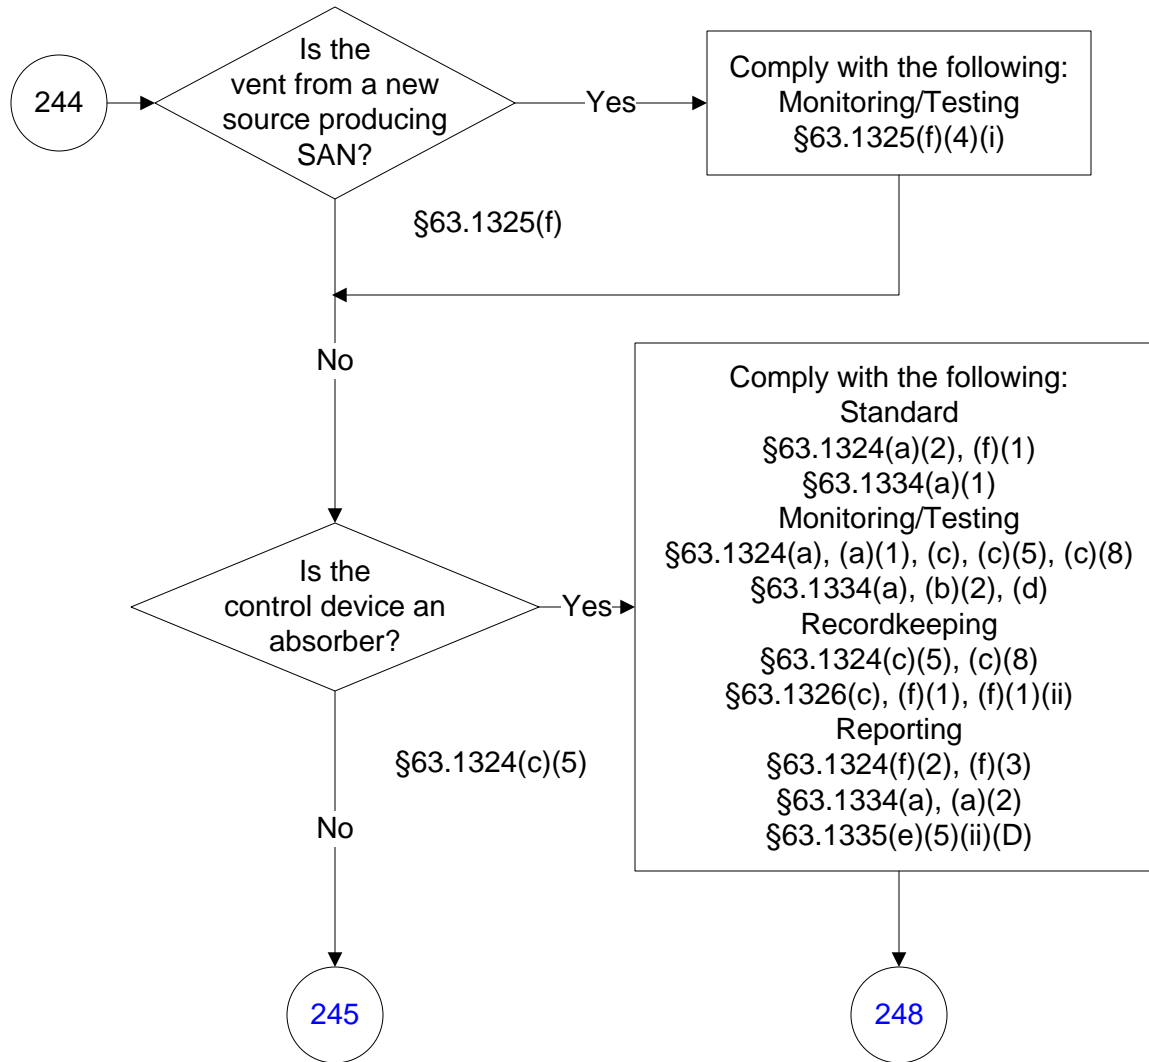 244
Is the
vent from a new
source producing
SAN?
Yes
Comply with the following:
Monitoring/Testing
§63.1325(f)(4)(i)
§63.1325(f)
No
Is the
control device an
absorber?
Yes
Comply with the following:
Standard
§63.1324(a)(2), (f)(1)
§63.1334(a)(1)
Monitoring/Testing
§63.1324(a), (a)(1), (c), (c)(5), (c)(8)
§63.1334(a), (b)(2), (d)
Recordkeeping
§63.1324(c)(5), (c)(8)
§63.1326(c), (f)(1), (f)(1)(ii)
Reporting
§63.1324(f)(2), (f)(3)
§63.1334(a), (a)(2)
§63.1335(e)(5)(ii)(D)
§63.1324(c)(5)
No
245
248